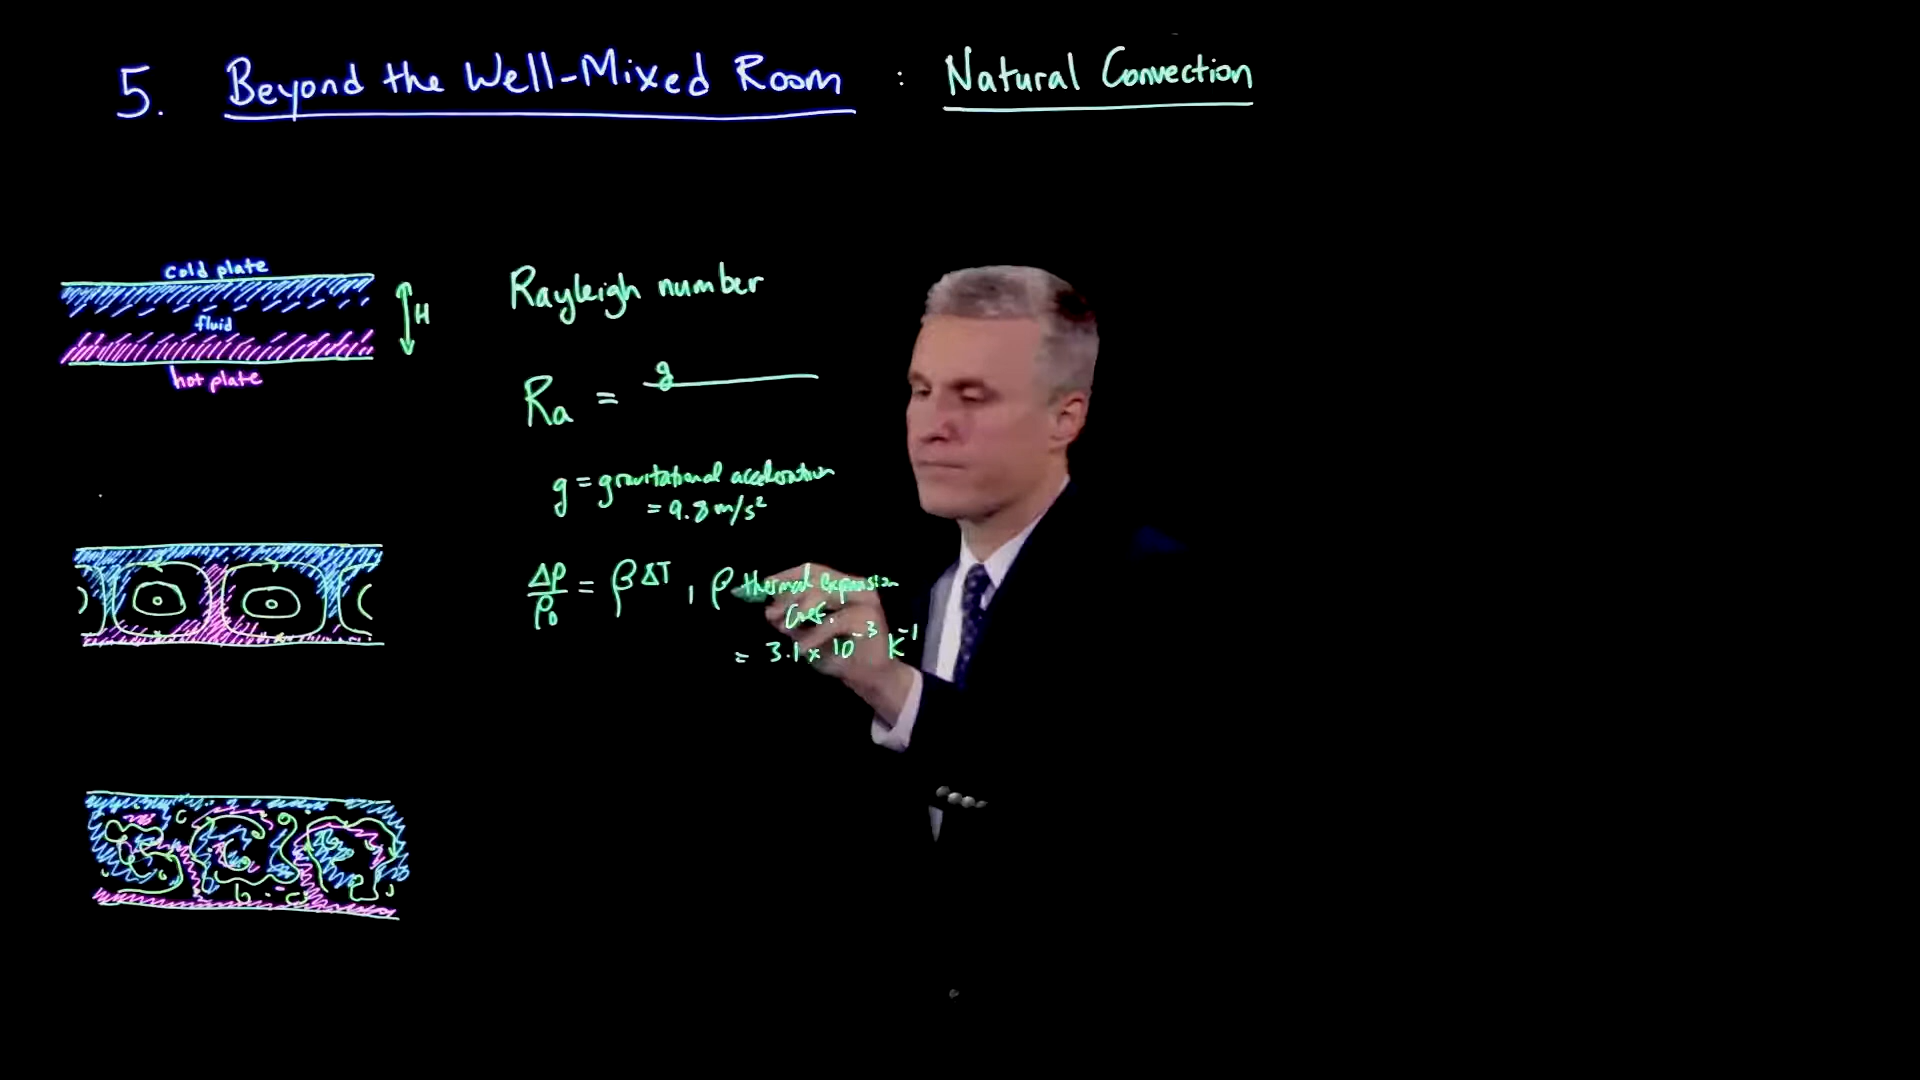 5. Beyond the Well-Mixed Room : Natural Convection
cold plate
fluid
hot plate
H
Rayleigh number
Ra = g
g = gravitational acceleration
= 9.8 m/s²
Δρ/ρ₀ = β ΔT , β thermal expansion
Coef.
= 3.1 × 10⁻³ K⁻¹